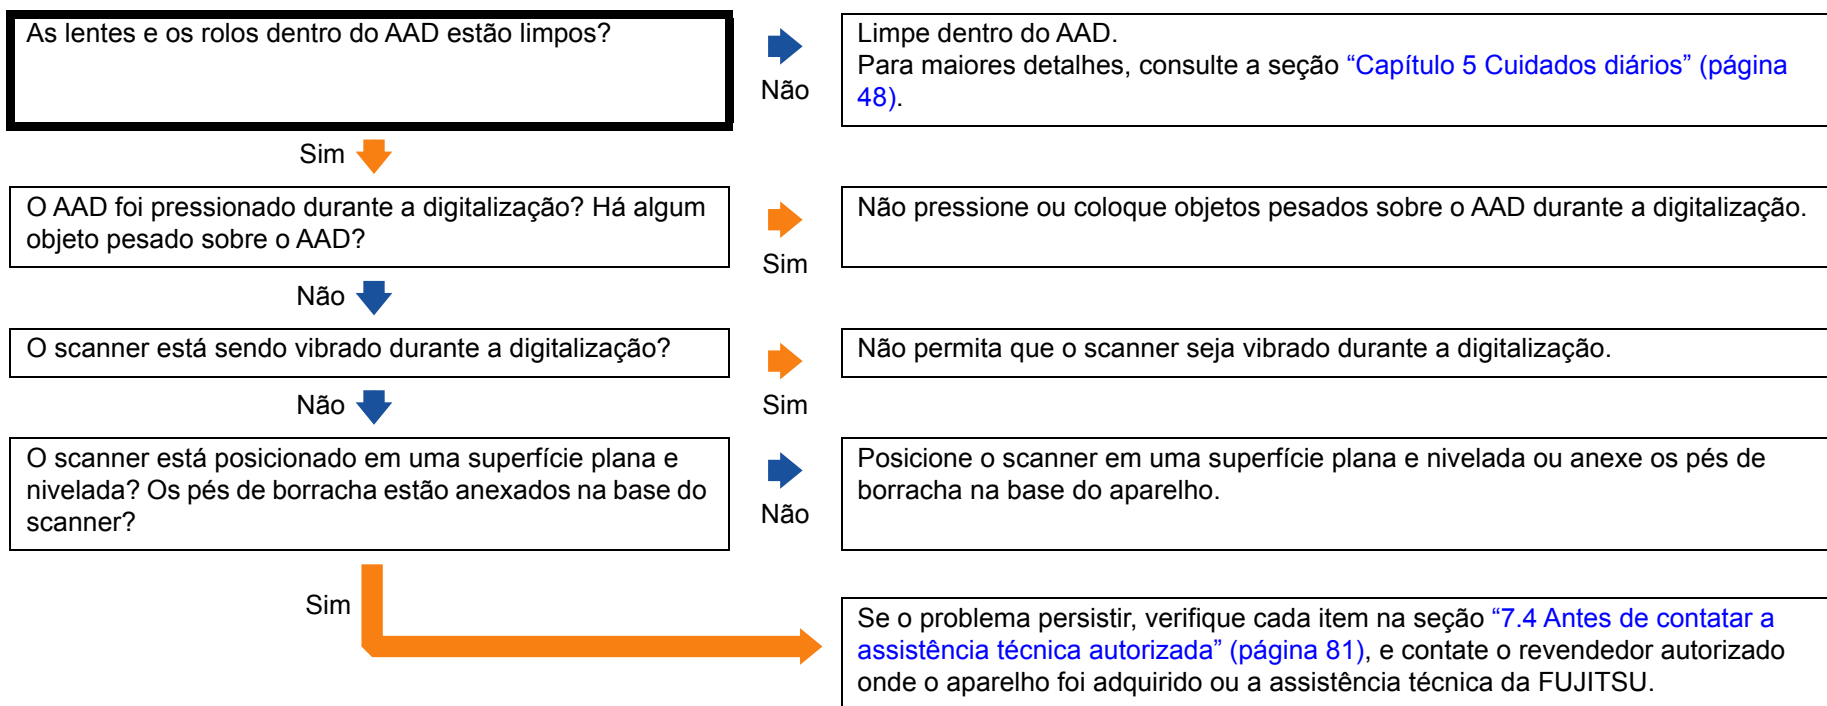 As lentes e os rolos dentro do AAD estão limpos?
Não
Limpe dentro do AAD.
Para maiores detalhes, consulte a seção “Capítulo 5 Cuidados diários” (página
48).
Sim
O AAD foi pressionado durante a digitalização? Há algum
objeto pesado sobre o AAD?
Sim
Não pressione ou coloque objetos pesados sobre o AAD durante a digitalização.
Não
O scanner está sendo vibrado durante a digitalização?
Sim
Não permita que o scanner seja vibrado durante a digitalização.
Não
O scanner está posicionado em uma superfície plana e
nivelada? Os pés de borracha estão anexados na base do
scanner?
Não
Posicione o scanner em uma superfície plana e nivelada ou anexe os pés de
borracha na base do aparelho.
Sim
Se o problema persistir, verifique cada item na seção “7.4 Antes de contatar a
assistência técnica autorizada” (página 81), e contate o revendedor autorizado
onde o aparelho foi adquirido ou a assistência técnica da FUJITSU.